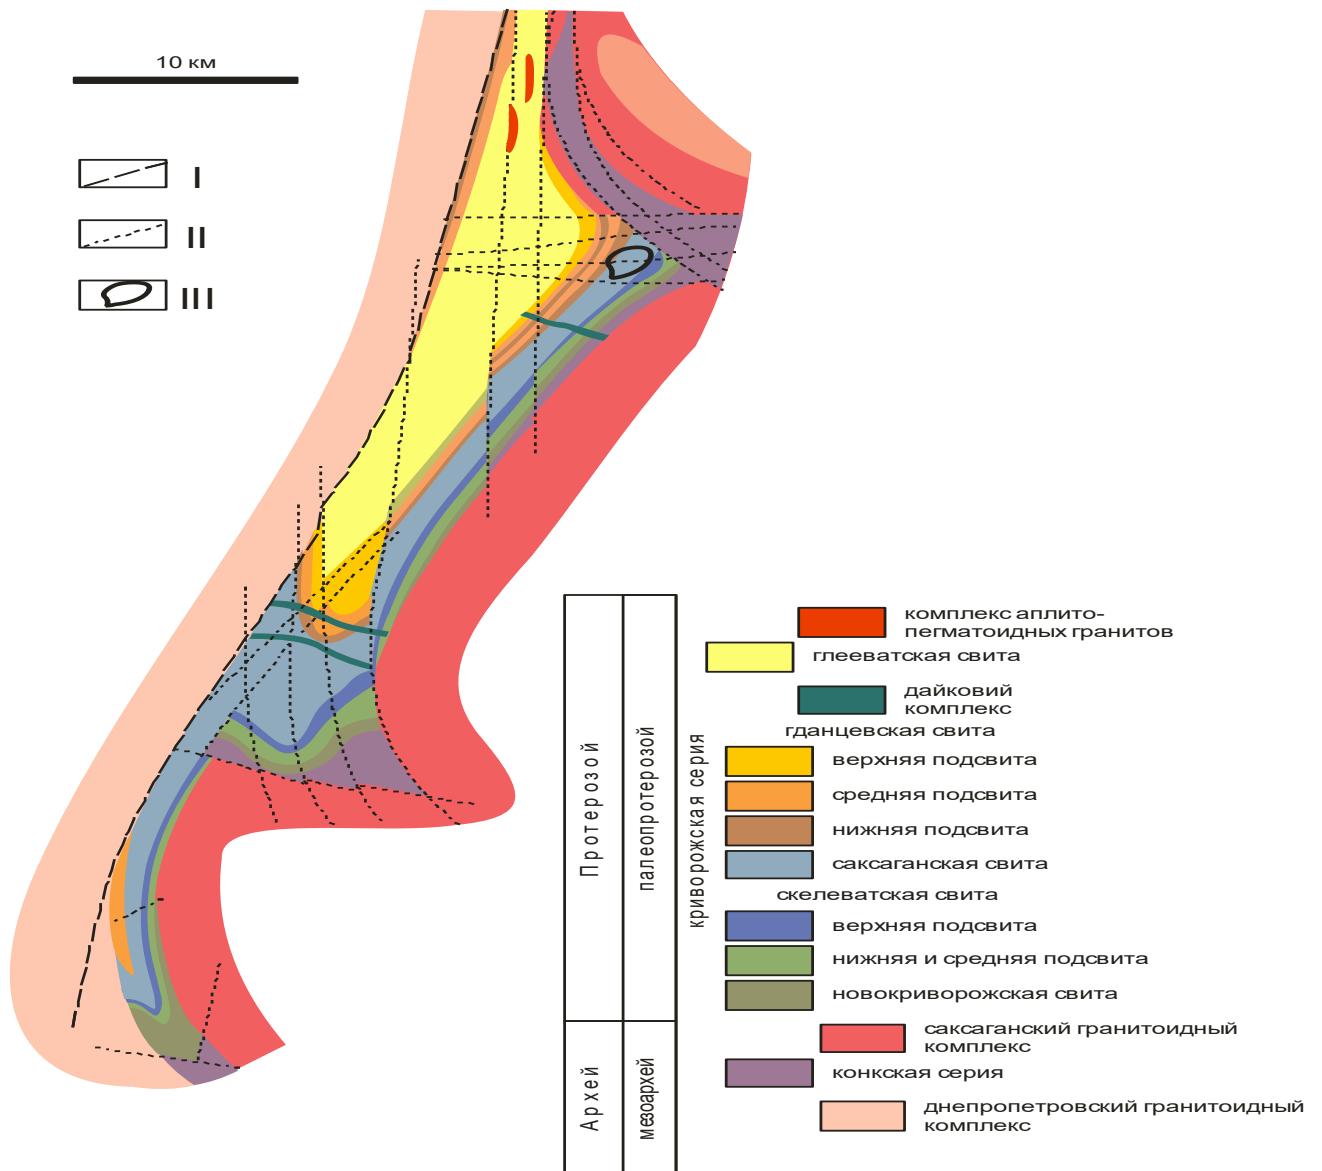 10 км
I
II
III
комплекс аплито-
пегматоидных гранитов
глееватская свита
дайковий
комплекс
гданцевская свита
верхняя подсвита
средняя подсвита
нижняя подсвита
саксаганская свита
скелеватская свита
верхняя подсвита
нижняя и средняя подсвита
новокриворожская свита
саксаганский гранитоидный
комплекс
конкская серия
днепропетровский гранитоидный
комплекс
Протерозой
палеопротерозой
криворожская серия
Архей
мезоархей